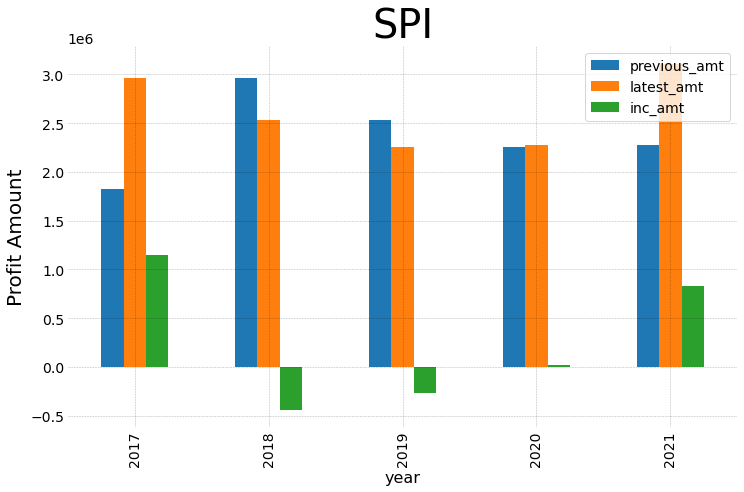 SPI
1e6
previous_amt
latest_amt
inc_amt
3.0
2.5
2.0
1.5
1.0
0.5
0.0
−0.5
Profit Amount
2017
2018
2019
2020
2021
year